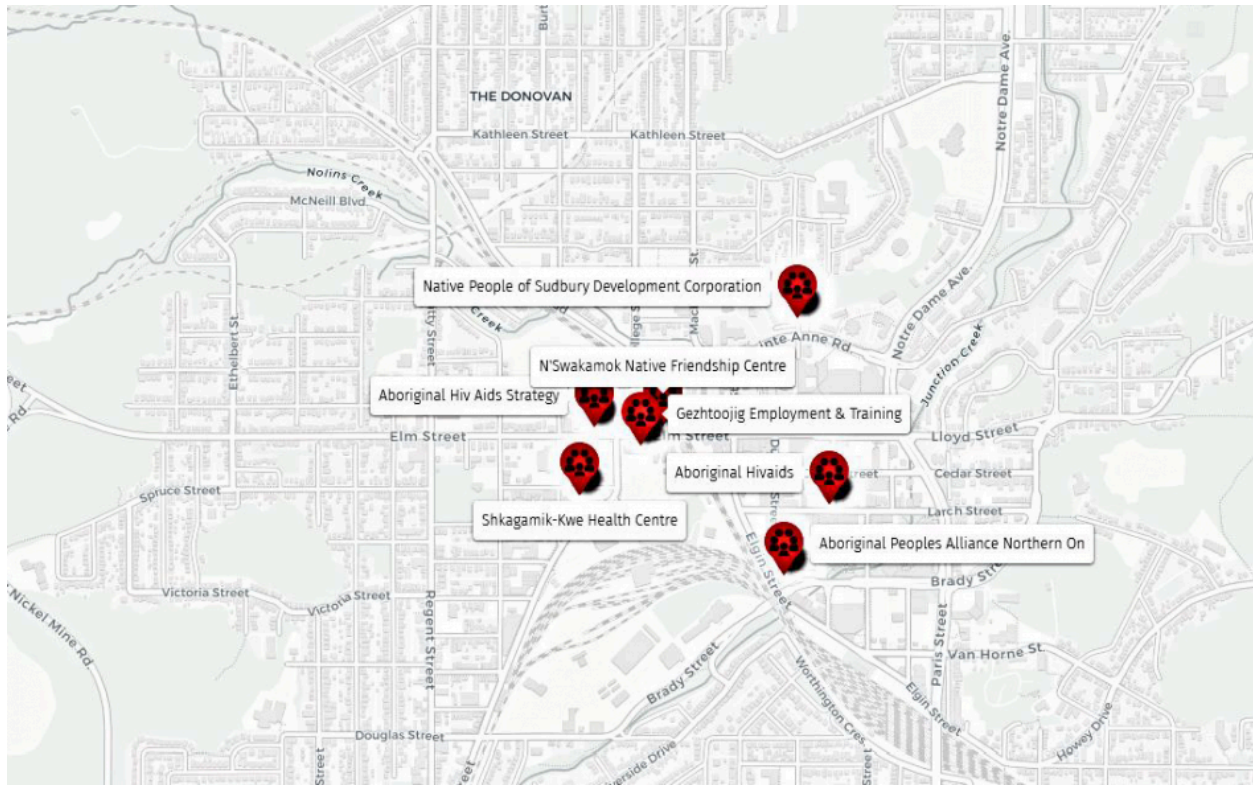 Burt
THE DONOVAN
Kathleen Street
Kathleen Street
Notre Dame Ave.
Nolins Creek
McNeill Blvd.
Native People of Sudbury Development Corporation
Notre Dame Ave.
Ethelbert St.
Creek
N'Swakamok Native Friendship Centre
Aboriginal Hiv Aids Strategy
Gezhtoojig Employment & Training
Junction Creek
Elm Street
Lloyd Street
Rd.
Aboriginal Hivaids
Cedar Street
Spruce Street
Larch Street
Shkagamik-Kwe Health Centre
Aboriginal Peoples Alliance Northern On
Elgin Street
Victoria Street
Victoria Street
Regent Street
Nickel Mine Rd.
Van Horne St.
Paris Street
Brady Street
Worthington Cres.
Elgin Street
Howey Drive
Douglas Street
Street